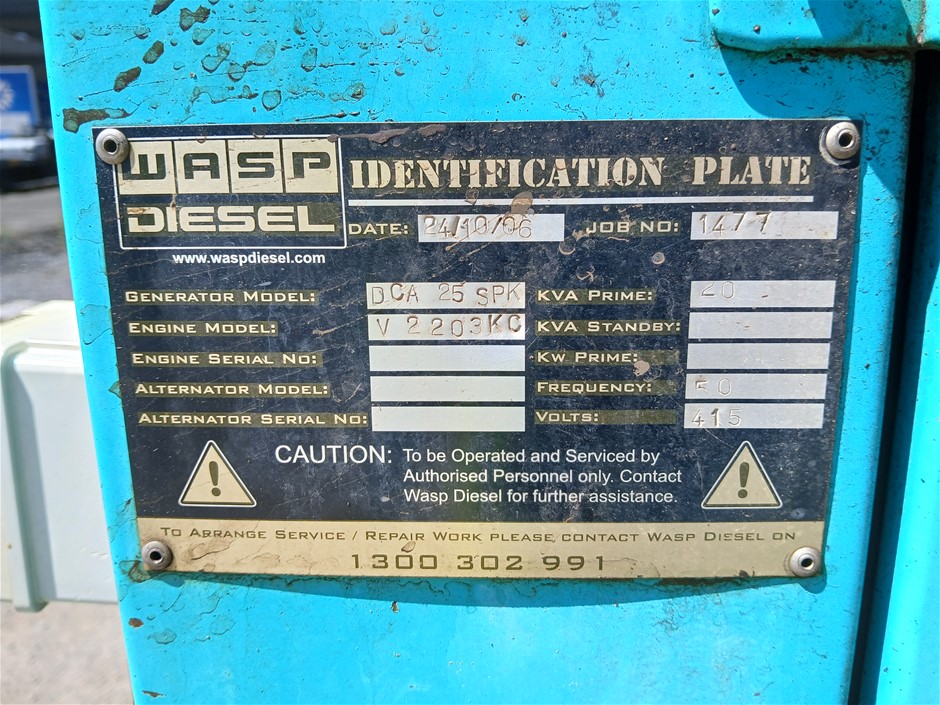 WASP
DIESEL
www.waspdiesel.com
IDENTIFICATION PLATE
DATE: 24/10/06 JOB NO: 14/7
GENERATOR MODEL: DCA 25 SPK KVA PRIME: 20
ENGINE MODEL: V 2203KC KVA STANDBY:
ENGINE SERIAL NO: KW PRIME:
ALTERNATOR MODEL: FREQUENCY: 50
ALTERNATOR SERIAL NO: VOLTS: 415
CAUTION: To be Operated and Serviced by
Authorised Personnel only. Contact
Wasp Diesel for further assistance.
TO ARRANGE SERVICE / REPAIR WORK PLEASE CONTACT WASP DIESEL ON
1300 302 991